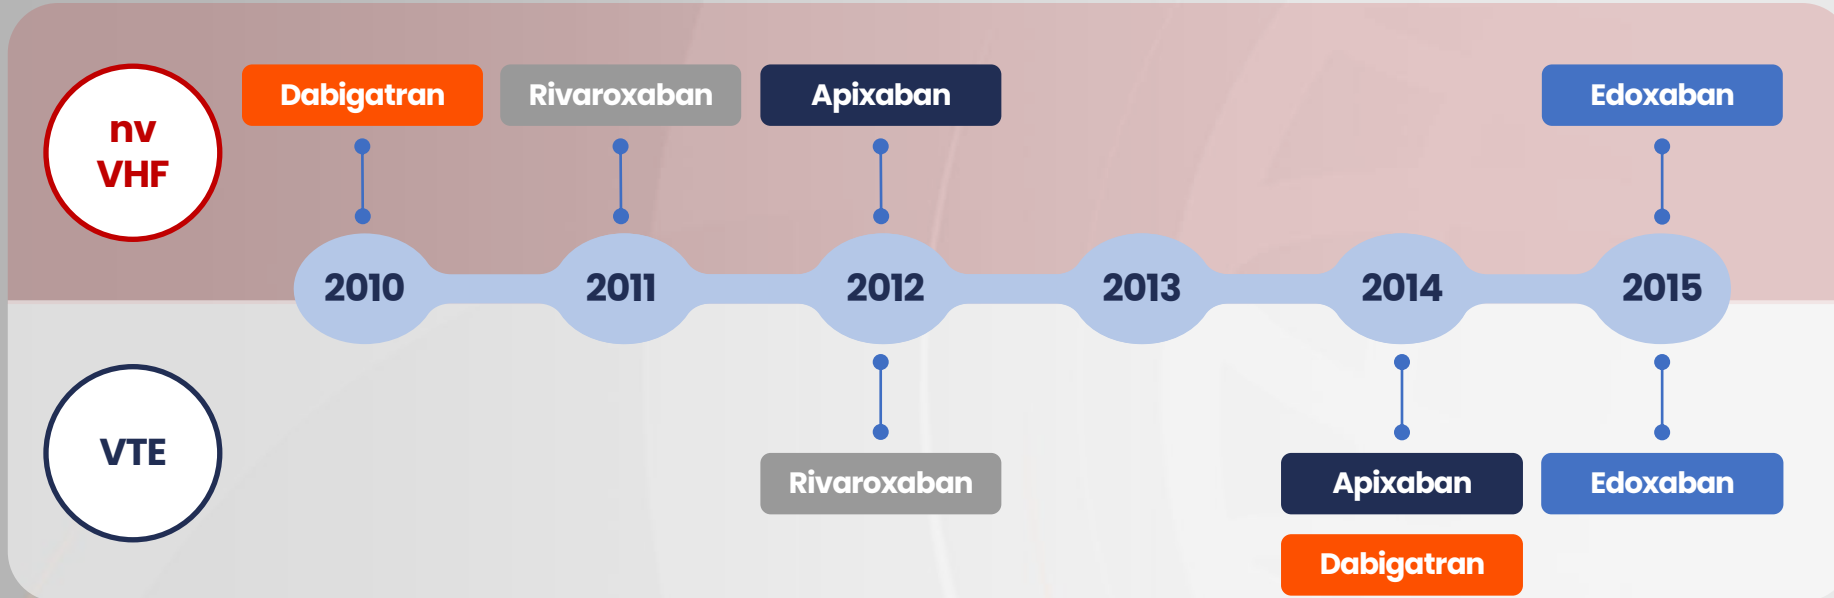 nv
VHF
Dabigatran
Rivaroxaban
Apixaban
Edoxaban
2010
2011
2012
2013
2014
2015
VTE
Rivaroxaban
Apixaban
Edoxaban
Dabigatran